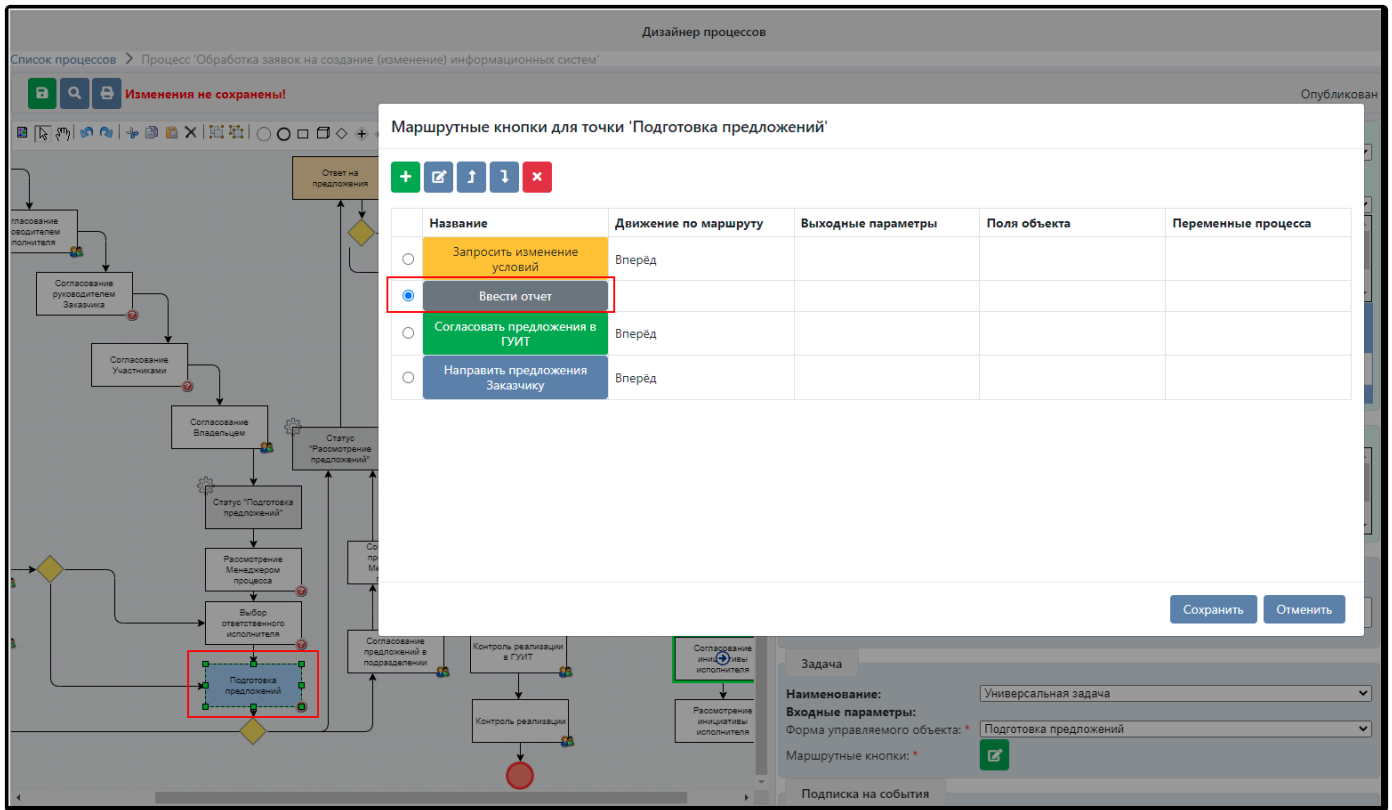 Дизайнер процессов
Список процессов
Процесс 'Обработка заявок на создание (изменение) информационных систем'
Изменения не сохранены!
Опубликован
Маршрутные кнопки для точки 'Подготовка предложений'
Название Движение по маршруту Выходные параметры Поля объекта Переменные процесса
Запросить изменение
условий
Вперёд
Ввести отчет
Согласовать предложения в
ГУИТ
Вперёд
Направить предложения
Заказчику
Вперёд
Сохранить Отменить
Ответ на
предложения
Согласование
руководителем
Заказчика
Согласование
Участниками
Согласование
Владельцем
Статус
"Рассмотрение
предложений"
Статус "Подготовка
предложений"
Рассмотрение
Менеджером
процесса
Выбор
ответственного
исполнителя
Подготовка
предложений
Согласование
предложений в
подразделении
Контроль реализации
в ГУИТ
Контроль реализации
Согласование
исполнителя
Рассмотрение
инициативы
исполнителя
Задача
Наименование: Универсальная задача
Входные параметры:
Форма управляемого объекта: * Подготовка предложений
Маршрутные кнопки: *
Подписка на события